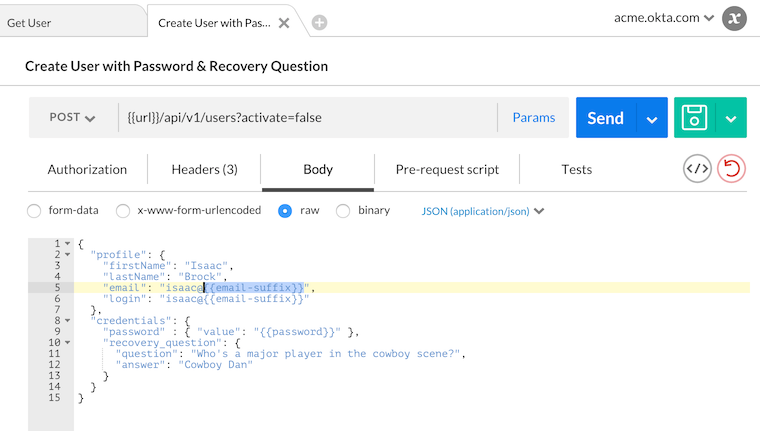 Get User
Create User with Pas...
acme.okta.com
x
Create User with Password & Recovery Question
POST
{{url}}/api/v1/users?activate=false
Params
Send
Authorization
Headers (3)
Body
Pre-request script
Tests
</>
form-data
x-www-form-urlencoded
raw
binary
JSON (application/json)
1 {
2 "profile": {
3 "firstName": "Isaac",
4 "lastName": "Brock",
5 "email": "isaac@{{email-suffix}}",
6 "login": "isaac@{{email-suffix}}"
7 },
8 "credentials": {
9 "password" : { "value": "{{password}}" },
10 "recovery_question": {
11 "question": "Who's a major player in the cowboy scene?",
12 "answer": "Cowboy Dan"
13 }
14 }
15 }